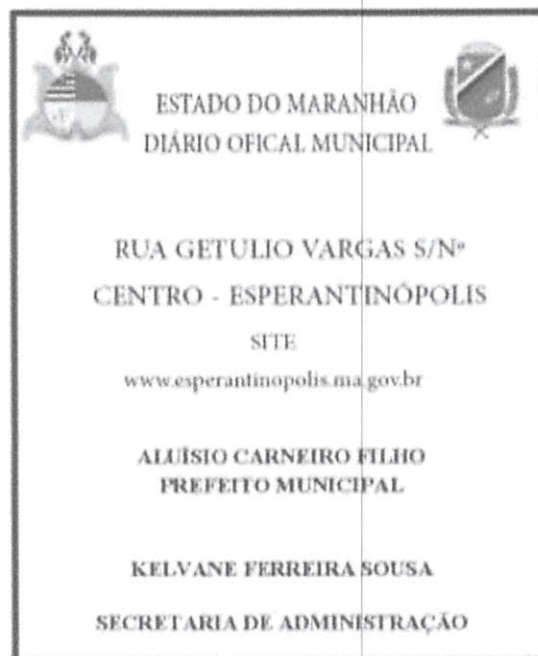 ESTADO DO MARANHÃO
DIÁRIO OFICAL MUNICIPAL
RUA GETULIO VARGAS S/Nº
CENTRO - ESPERANTINÓPOLIS
SITE
www.esperantinopolis.ma.gov.br
ALUÍSIO CARNEIRO FILHO
PREFEITO MUNICIPAL
KELVANE FERREIRA SOUSA
SECRETARIA DE ADMINISTRAÇÃO